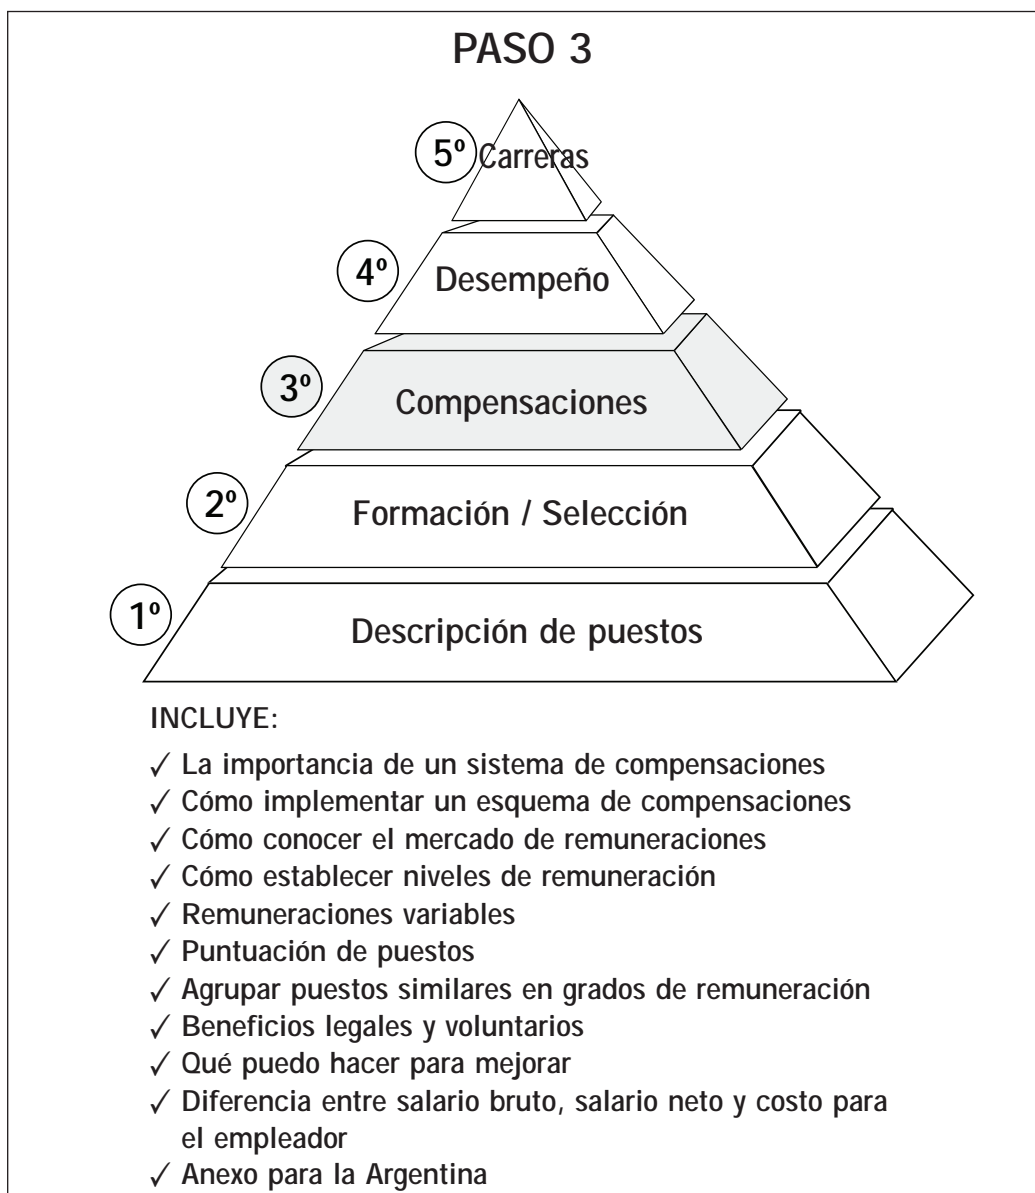 PASO 3
5º Carreras
4º Desempeño
3º Compensaciones
2º Formación / Selección
1º Descripción de puestos
INCLUYE:
✓ La importancia de un sistema de compensaciones
✓ Cómo implementar un esquema de compensaciones
✓ Cómo conocer el mercado de remuneraciones
✓ Cómo establecer niveles de remuneración
✓ Remuneraciones variables
✓ Puntuación de puestos
✓ Agrupar puestos similares en grados de remuneración
✓ Beneficios legales y voluntarios
✓ Qué puedo hacer para mejorar
✓ Diferencia entre salario bruto, salario neto y costo para
el empleador
✓ Anexo para la Argentina